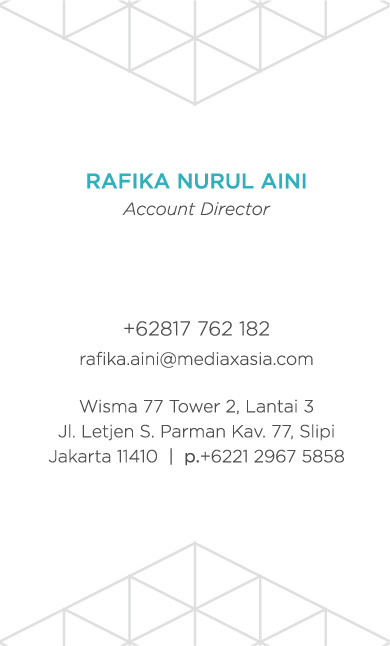 RAFIKA NURUL AINI
Account Director
+62817 762 182
rafika.aini@mediaxasia.com
Wisma 77 Tower 2, Lantai 3
Jl. Letjen S. Parman Kav. 77, Slipi
Jakarta 11410 | p.+6221 2967 5858